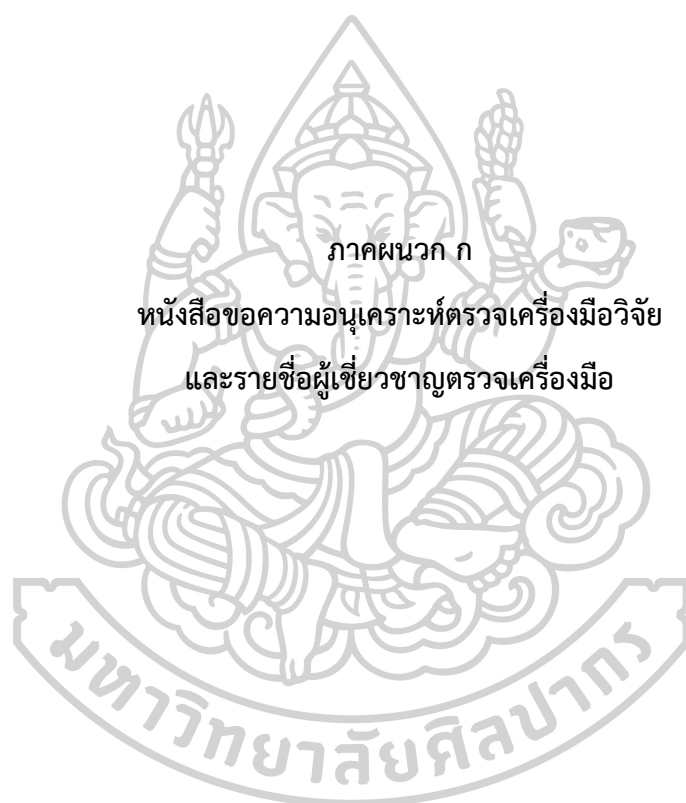 ภาคผนวก ก
หนังสือขอความอนุเคราะห์ตรวจเครื่องมือวิจัย
และรายชื่อผู้เชี่ยวชาญตรวจเครื่องมือ
มหาวิทยาลัยศิลปากร